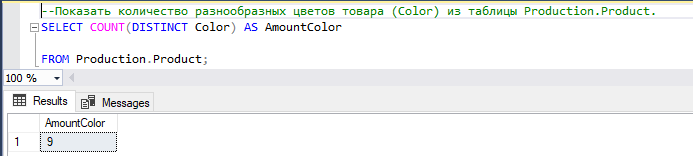 --Показать количество разнообразных цветов товара (Color) из таблицы Production.Product.
SELECT COUNT(DISTINCT Color) AS AmountColor
FROM Production.Product;
100 %
Results Messages
AmountColor
1 9